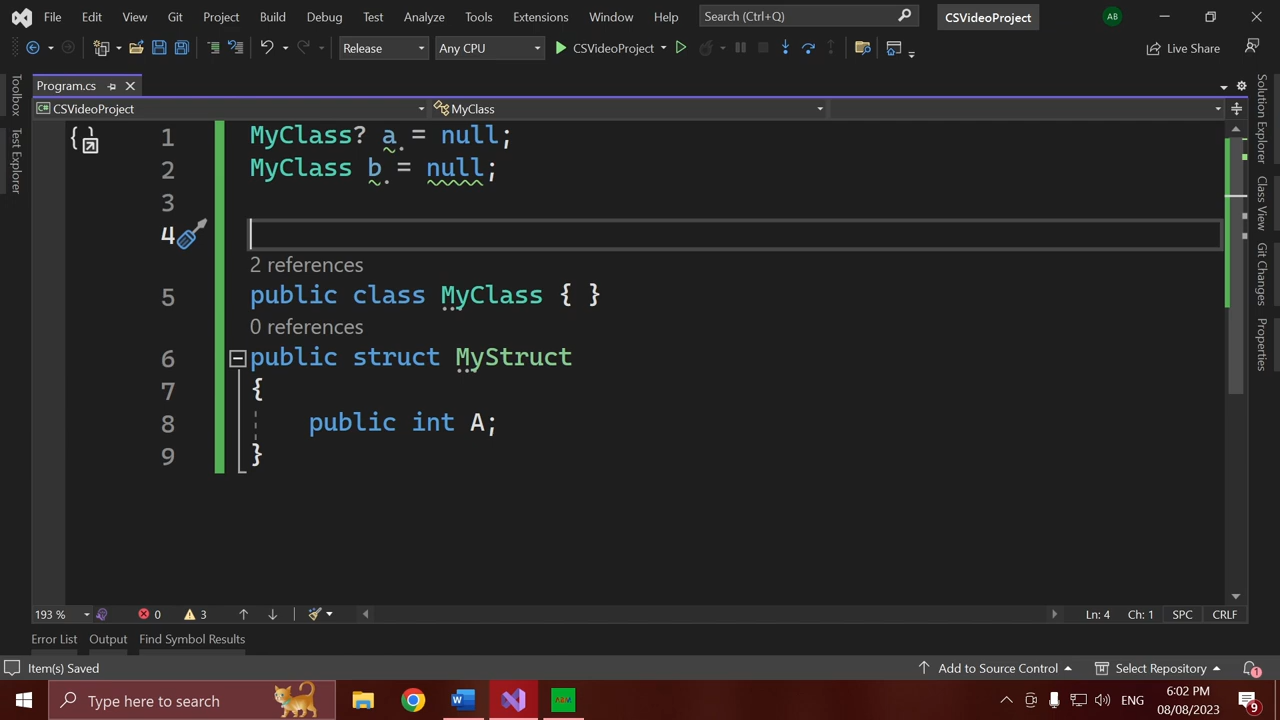 File Edit View Git Project Build Debug Test Analyze Tools Extensions Window Help Search (Ctrl+Q) CSVideoProject AB
Release Any CPU CSVideoProject Live Share
Program.cs
CSVideoProject MyClass
Toolbox
Test Explorer
1 MyClass? a = null;
2 MyClass b = null;
3
4
2 references
5 public class MyClass { }
0 references
6 public struct MyStruct
7 {
8 public int A;
9 }
Solution Explorer
Class View
Git Changes
Properties
193 % 0 3 Ln: 4 Ch: 1 SPC CRLF
Error List Output Find Symbol Results
Item(s) Saved Add to Source Control Select Repository 1
Type here to search ENG 6:02 PM
08/08/2023 9